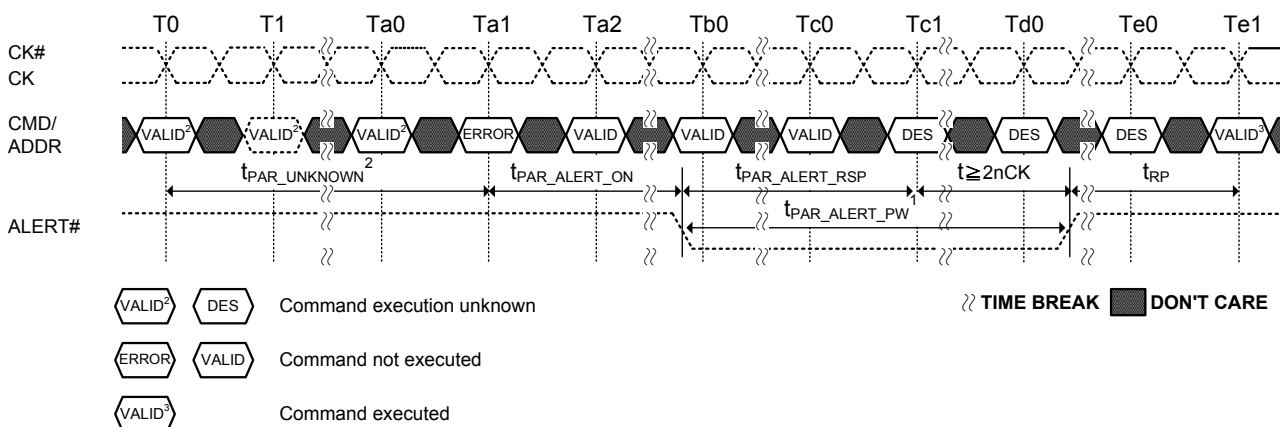 T0 T1 Ta0 Ta1 Ta2 Tb0 Tc0 Tc1 Td0 Te0 Te1
CK#
CK
CMD/
ADDR
VALID² VALID² VALID² ERROR VALID VALID VALID DES DES DES VALID³
tPAR_UNKNOWN² tPAR_ALERT_ON tPAR_ALERT_RSP t≧2nCK tRP
tPAR_ALERT_PW¹
ALERT#
VALID² DES Command execution unknown
TIME BREAK DON'T CARE
ERROR VALID Command not executed
VALID³ Command executed